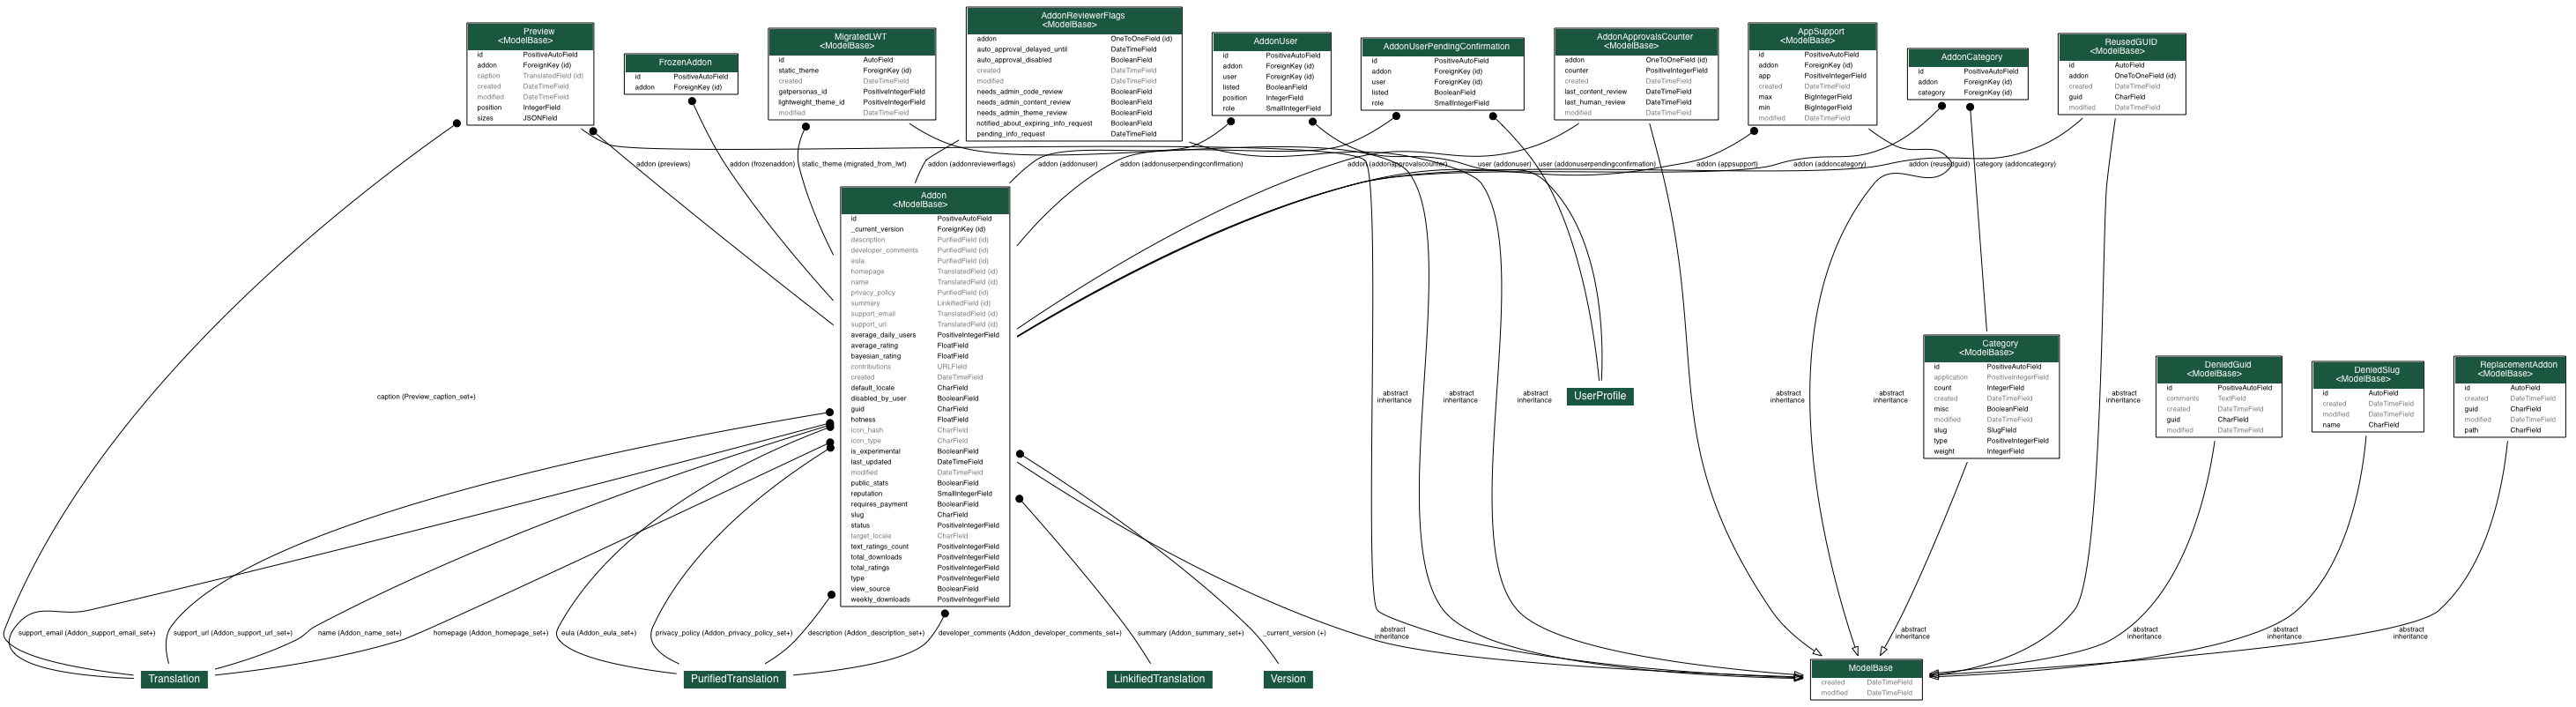 Preview
<ModelBase>
id PositiveAutoField
addon ForeignKey (id)
caption TranslatedField (id)
created DateTimeField
modified DateTimeField
position IntegerField
sizes JSONField
FrozenAddon
id PositiveAutoField
addon ForeignKey (id)
MigratedLWT
<ModelBase>
id AutoField
static_theme ForeignKey (id)
created DateTimeField
getpersonas_id PositiveIntegerField
lightweight_theme_id PositiveIntegerField
modified DateTimeField
AddonReviewerFlags
<ModelBase>
addon OneToOneField (id)
auto_approval_delayed_until DateTimeField
auto_approval_disabled BooleanField
created DateTimeField
modified DateTimeField
needs_admin_code_review BooleanField
needs_admin_content_review BooleanField
needs_admin_theme_review BooleanField
notified_about_expiring_info_request BooleanField
pending_info_request DateTimeField
AddonUser
id PositiveAutoField
addon ForeignKey (id)
user ForeignKey (id)
listed BooleanField
position IntegerField
role SmallIntegerField
AddonUserPendingConfirmation
id PositiveAutoField
addon ForeignKey (id)
user ForeignKey (id)
listed BooleanField
role SmallIntegerField
AddonApprovalsCounter
<ModelBase>
addon OneToOneField (id)
counter PositiveIntegerField
created DateTimeField
last_content_review DateTimeField
last_human_review DateTimeField
modified DateTimeField
AppSupport
<ModelBase>
id PositiveAutoField
addon ForeignKey (id)
app PositiveIntegerField
created DateTimeField
max BigIntegerField
min BigIntegerField
modified DateTimeField
AddonCategory
id PositiveAutoField
addon ForeignKey (id)
category ForeignKey (id)
ReusedGUID
<ModelBase>
id AutoField
addon OneToOneField (id)
created DateTimeField
guid CharField
modified DateTimeField
addon (previews)
addon (frozenaddon)
static_theme (migrated_from_lwt)
addon (addonreviewerflags)
addon (addonuser)
addon (addonuserpendingconfirmation)
addon (addonapprovalscounter)
user (addonuser)
user (addonuserpendingconfirmation)
addon (appsupport)
addon (addoncategory)
addon (reusedguid)
category (addoncategory)
Addon
<ModelBase>
id PositiveAutoField
_current_version ForeignKey (id)
description PurifiedField (id)
developer_comments PurifiedField (id)
eula PurifiedField (id)
homepage TranslatedField (id)
name TranslatedField (id)
privacy_policy PurifiedField (id)
summary LinkifiedField (id)
support_email TranslatedField (id)
support_url TranslatedField (id)
average_daily_users PositiveIntegerField
average_rating FloatField
bayesian_rating FloatField
contributions URLField
created DateTimeField
default_locale CharField
disabled_by_user BooleanField
guid CharField
hotness FloatField
icon_hash CharField
icon_type CharField
is_experimental BooleanField
last_updated DateTimeField
modified DateTimeField
public_stats BooleanField
reputation SmallIntegerField
requires_payment BooleanField
slug CharField
status PositiveIntegerField
target_locale CharField
text_ratings_count PositiveIntegerField
total_downloads PositiveIntegerField
total_ratings PositiveIntegerField
type PositiveIntegerField
view_source BooleanField
weekly_downloads PositiveIntegerField
caption (Preview_caption_set+)
abstract
inheritance
abstract
inheritance
abstract
inheritance
UserProfile
abstract
inheritance
abstract
inheritance
Category
<ModelBase>
id PositiveAutoField
application PositiveIntegerField
count IntegerField
created DateTimeField
misc BooleanField
modified DateTimeField
slug SlugField
type PositiveIntegerField
weight IntegerField
abstract
inheritance
DeniedGuid
<ModelBase>
id PositiveAutoField
comments TextField
created DateTimeField
guid CharField
modified DateTimeField
DeniedSlug
<ModelBase>
id AutoField
created DateTimeField
modified DateTimeField
name CharField
ReplacementAddon
<ModelBase>
id AutoField
created DateTimeField
guid CharField
modified DateTimeField
path CharField
support_email (Addon_support_email_set+)
support_url (Addon_support_url_set+)
name (Addon_name_set+)
homepage (Addon_homepage_set+)
eula (Addon_eula_set+)
privacy_policy (Addon_privacy_policy_set+)
description (Addon_description_set+)
developer_comments (Addon_developer_comments_set+)
summary (Addon_summary_set+)
_current_version (+)
abstract
inheritance
abstract
inheritance
abstract
inheritance
abstract
inheritance
abstract
inheritance
Translation
PurifiedTranslation
LinkifiedTranslation
Version
ModelBase
created DateTimeField
modified DateTimeField